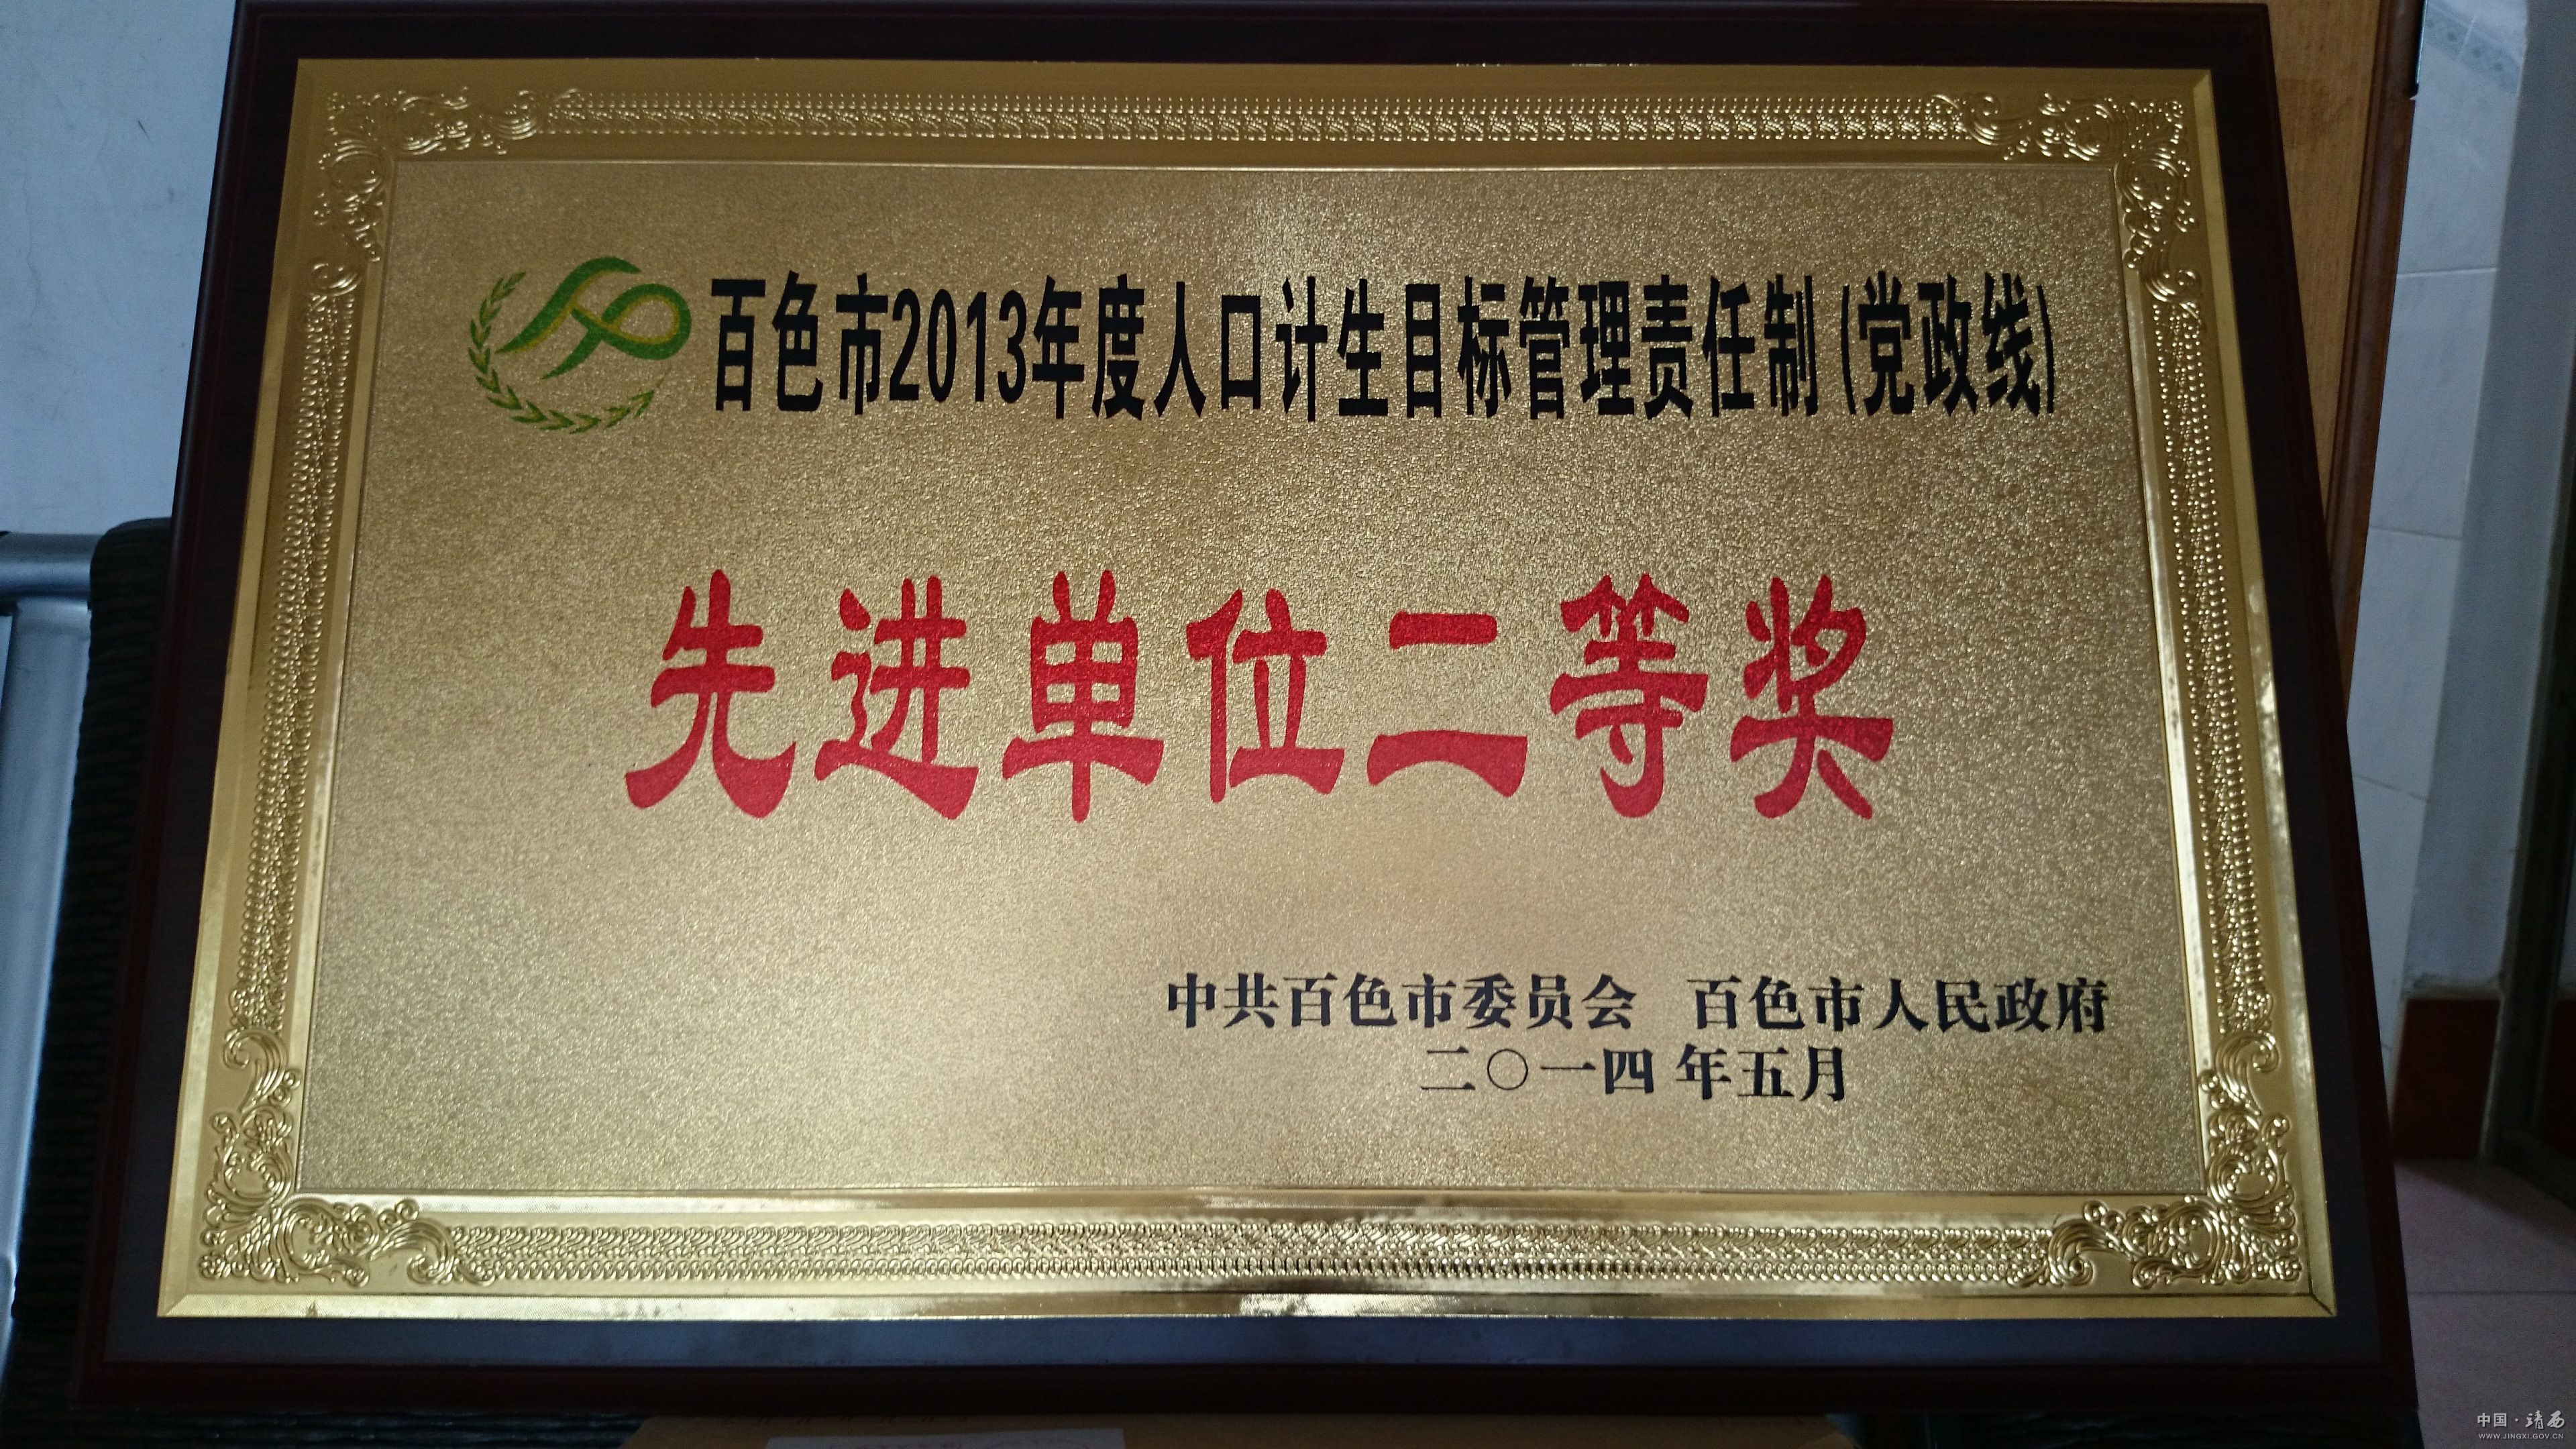 百色市2013年度人口计生目标管理责任制(党政线)
先进单位二等奖
中共百色市委员会 百色市人民政府
二〇一四年五月
中国·靖西
WWW.JINGXI.GOV.CN